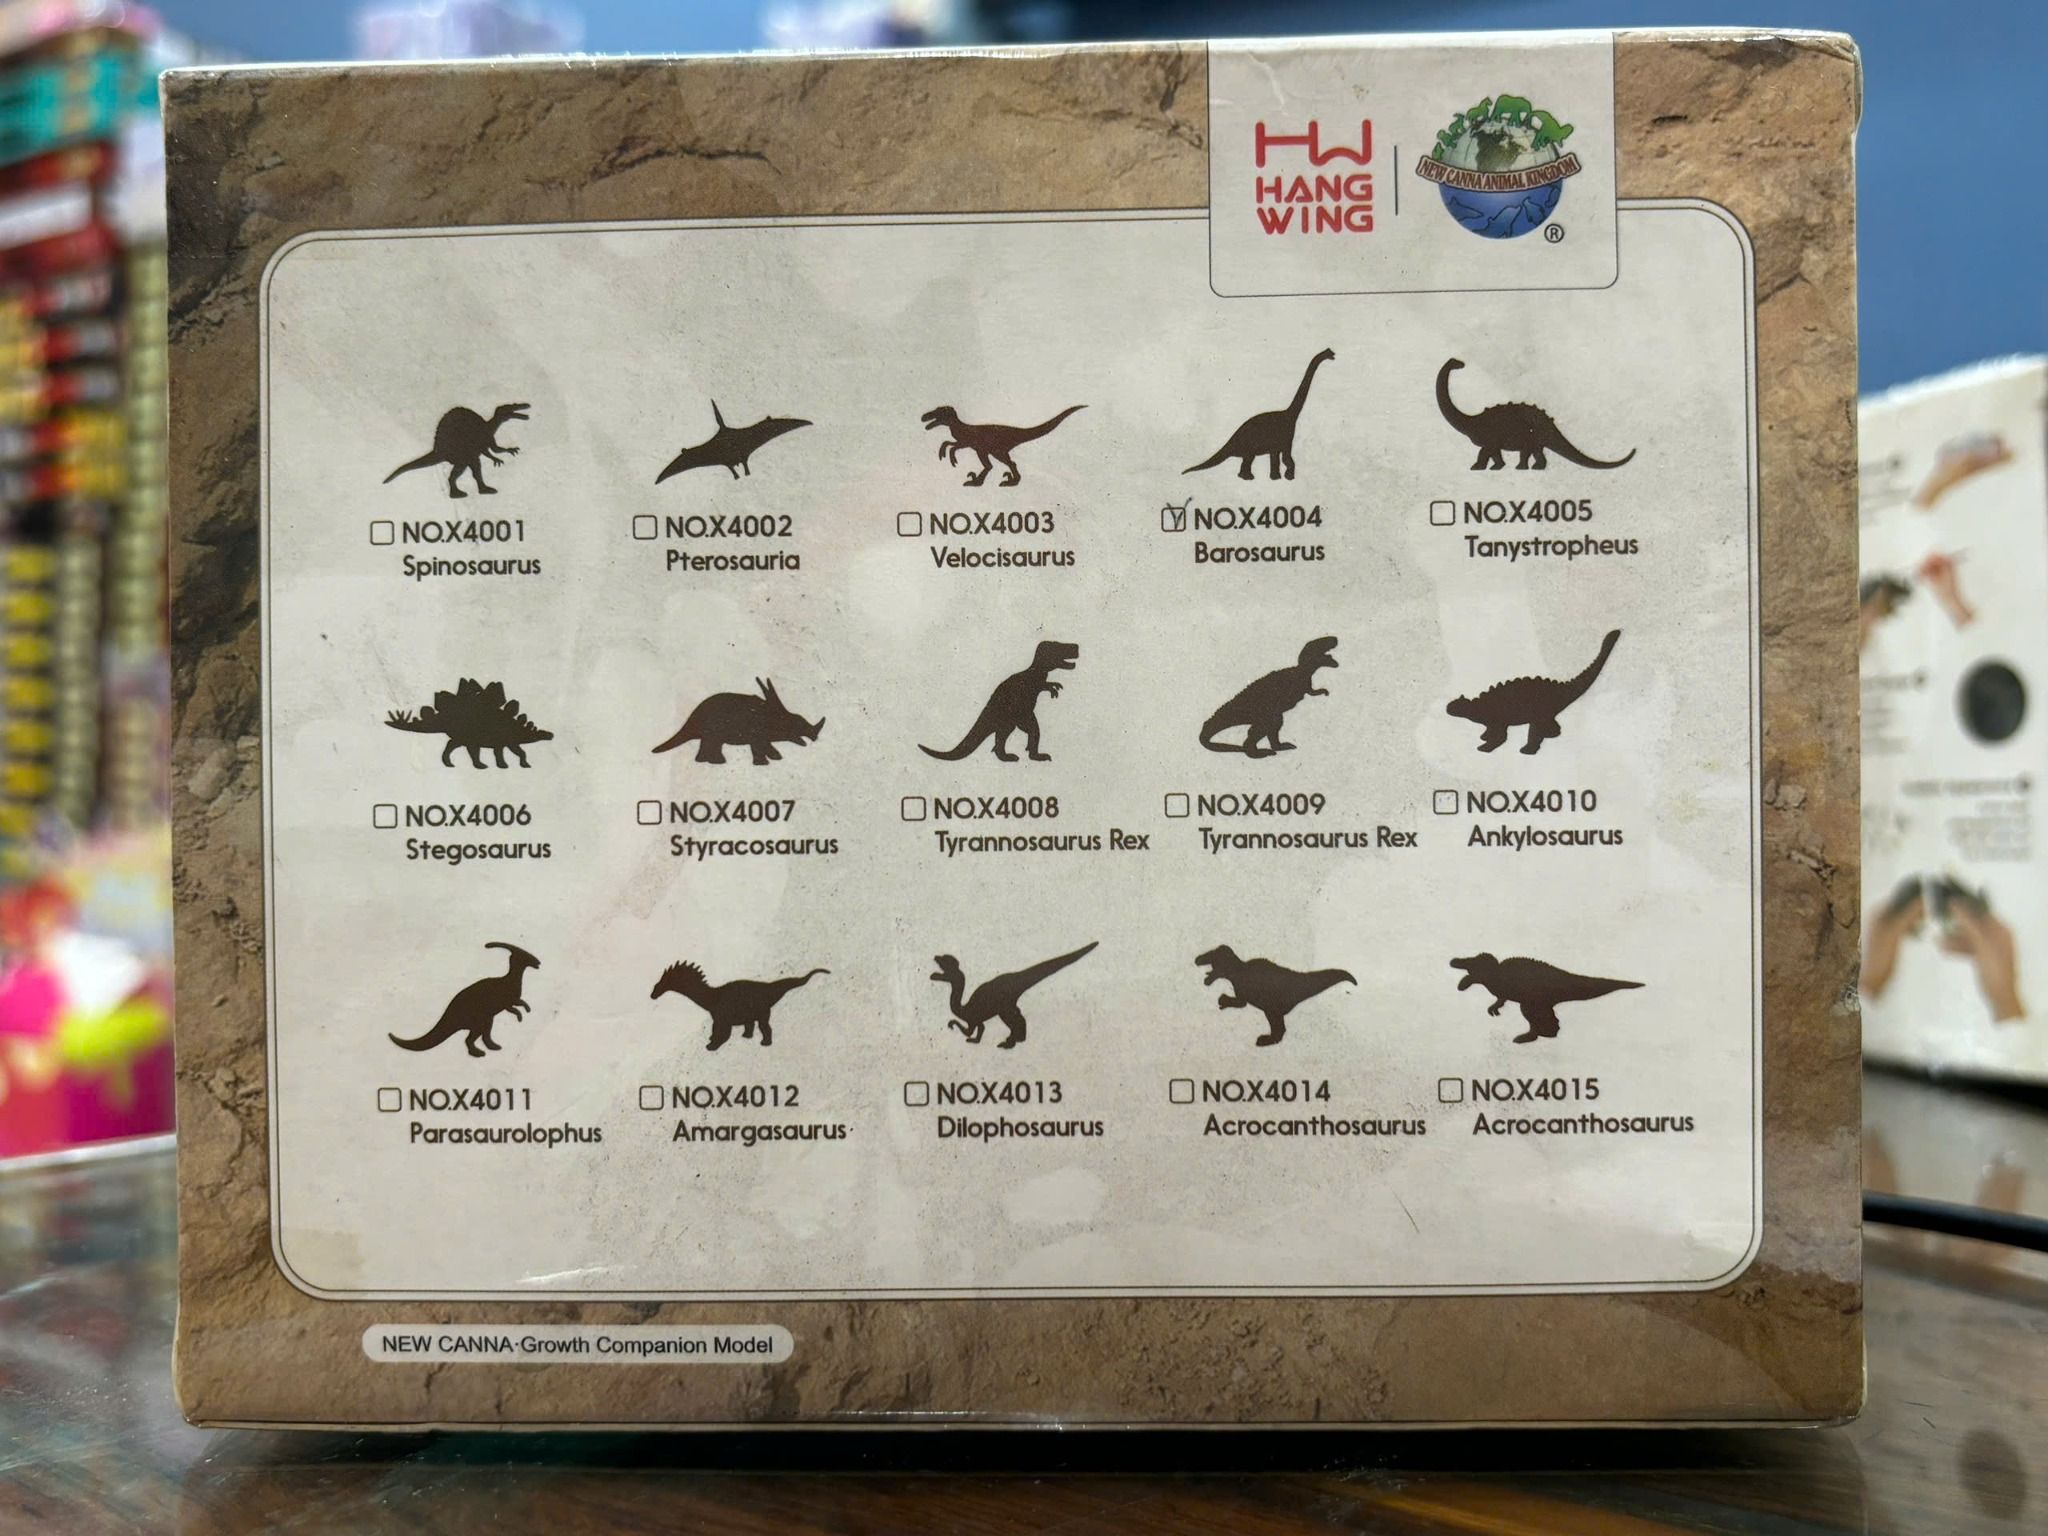 HW
HANG
WING
NEW CANNA ANIMAL KINGDOM
®
NO.X4001
Spinosaurus
NO.X4002
Pterosauria
NO.X4003
Velocisaurus
NO.X4004
Barosaurus
NO.X4005
Tanystropheus
NO.X4006
Stegosaurus
NO.X4007
Styracosaurus
NO.X4008
Tyrannosaurus Rex
NO.X4009
Tyrannosaurus Rex
NO.X4010
Ankylosaurus
NO.X4011
Parasaurolophus
NO.X4012
Amargasaurus
NO.X4013
Dilophosaurus
NO.X4014
Acrocanthosaurus
NO.X4015
Acrocanthosaurus
NEW CANNA·Growth Companion Model